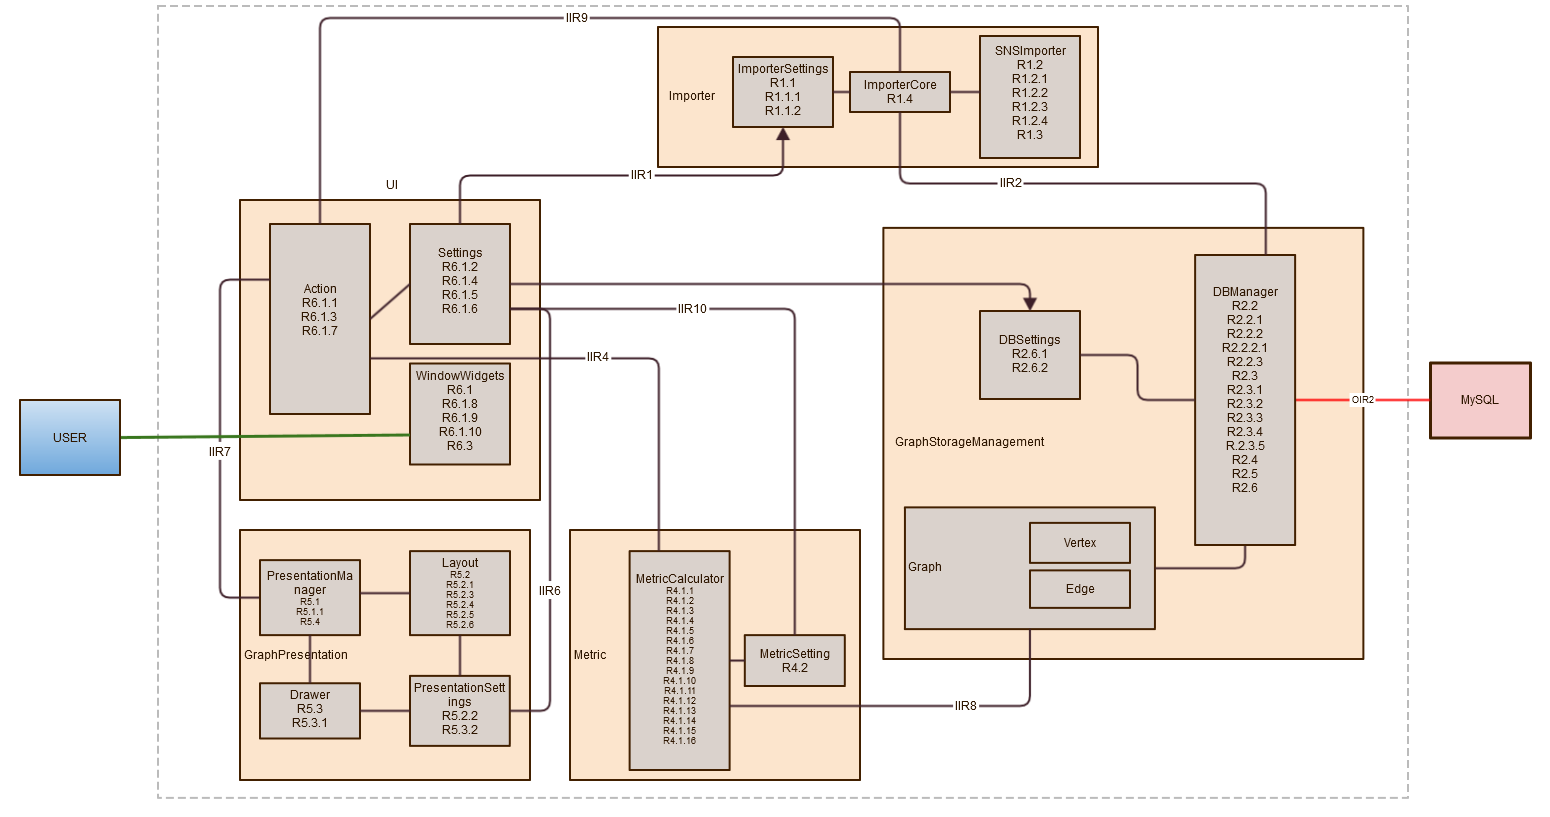 IIR9
SNSImporter
R1.2
R1.2.1
R1.2.2
R1.2.3
R1.2.4
R1.3
ImporterSettings
R1.1
R1.1.1
R1.1.2
ImporterCore
R1.4
Importer
IIR1
IIR2
UI
Action
R6.1.1
R6.1.3
R6.1.7
Settings
R6.1.2
R6.1.4
R6.1.5
R6.1.6
IIR10
IIR4
WindowWidgets
R6.1
R6.1.8
R6.1.9
R6.1.10
R6.3
USER
IIR7
DBSettings
R2.6.1
R2.6.2
DBManager
R2.2
R2.2.1
R2.2.2
R2.2.2.1
R2.2.3
R2.3
R2.3.1
R2.3.2
R2.3.3
R2.3.4
R.2.3.5
R2.4
R2.5
R2.6
OIR2
MySQL
GraphStorageManagement
Graph
Vertex
Edge
PresentationMa
nager
R5.1
R5.1.1
R5.4
Layout
R5.2
R5.2.1
R5.2.3
R5.2.4
R5.2.5
R5.2.6
IIR6
GraphPresentation
Drawer
R5.3
R5.3.1
PresentationSett
ings
R5.2.2
R5.3.2
Metric
MetricCalculator
R4.1.1
R4.1.2
R4.1.3
R4.1.4
R4.1.5
R4.1.6
R4.1.7
R4.1.8
R4.1.9
R4.1.10
R4.1.11
R4.1.12
R4.1.13
R4.1.14
R4.1.15
R4.1.16
MetricSetting
R4.2
IIR8